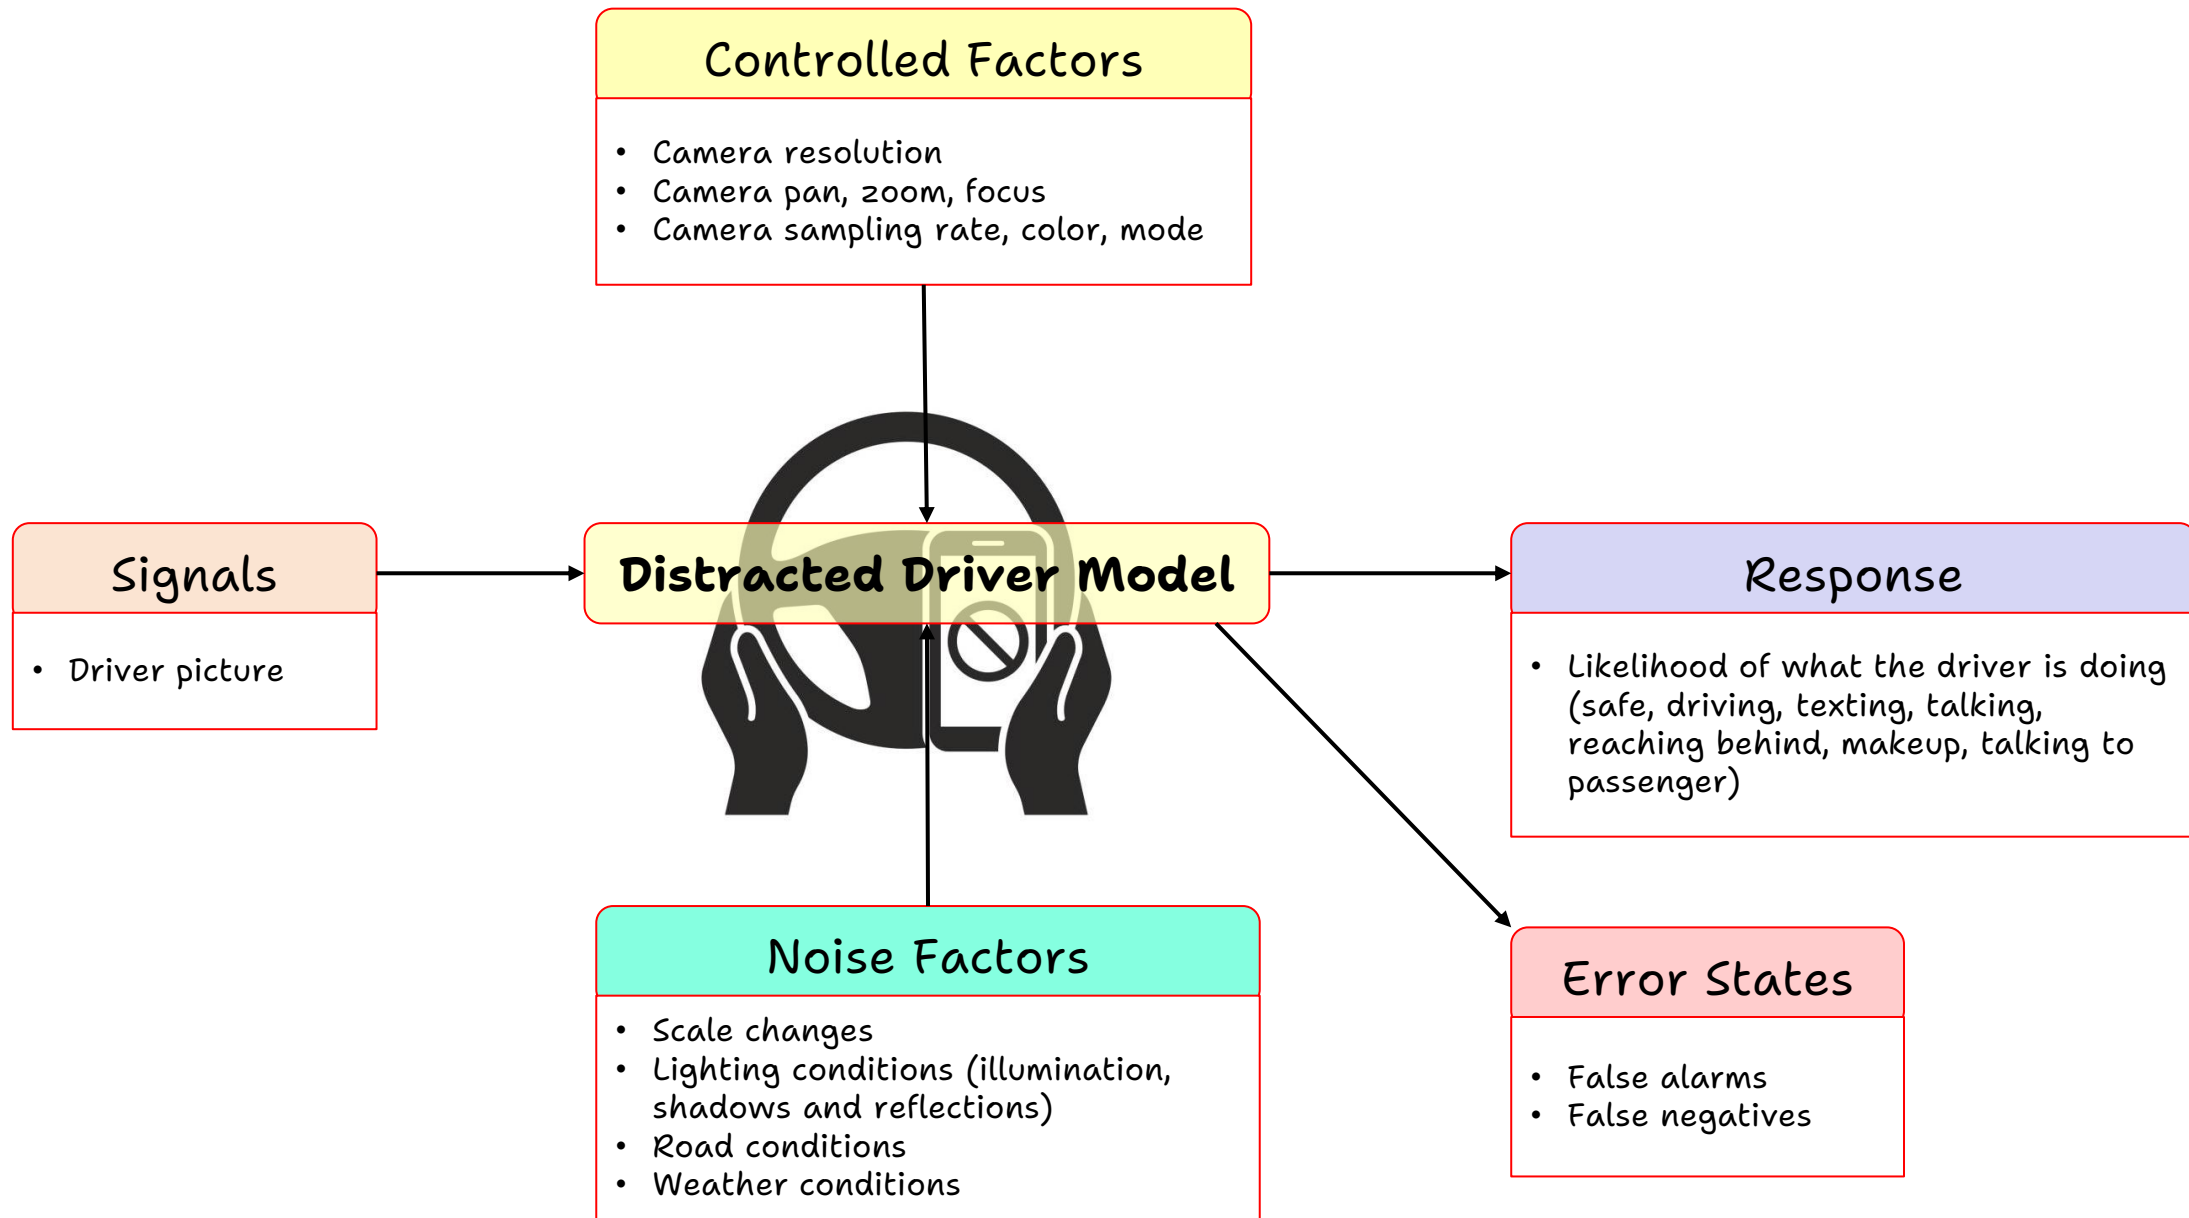 Controlled Factors
• Camera resolution
• Camera pan, zoom, focus
• Camera sampling rate, color, mode
Signals
• Driver picture
Distracted Driver Model
Response
• Likelihood of what the driver is doing
(safe, driving, texting, talking,
reaching behind, makeup, talking to
passenger)
Noise Factors
• Scale changes
• Lighting conditions (illumination,
shadows and reflections)
• Road conditions
• Weather conditions
Error States
• False alarms
• False negatives